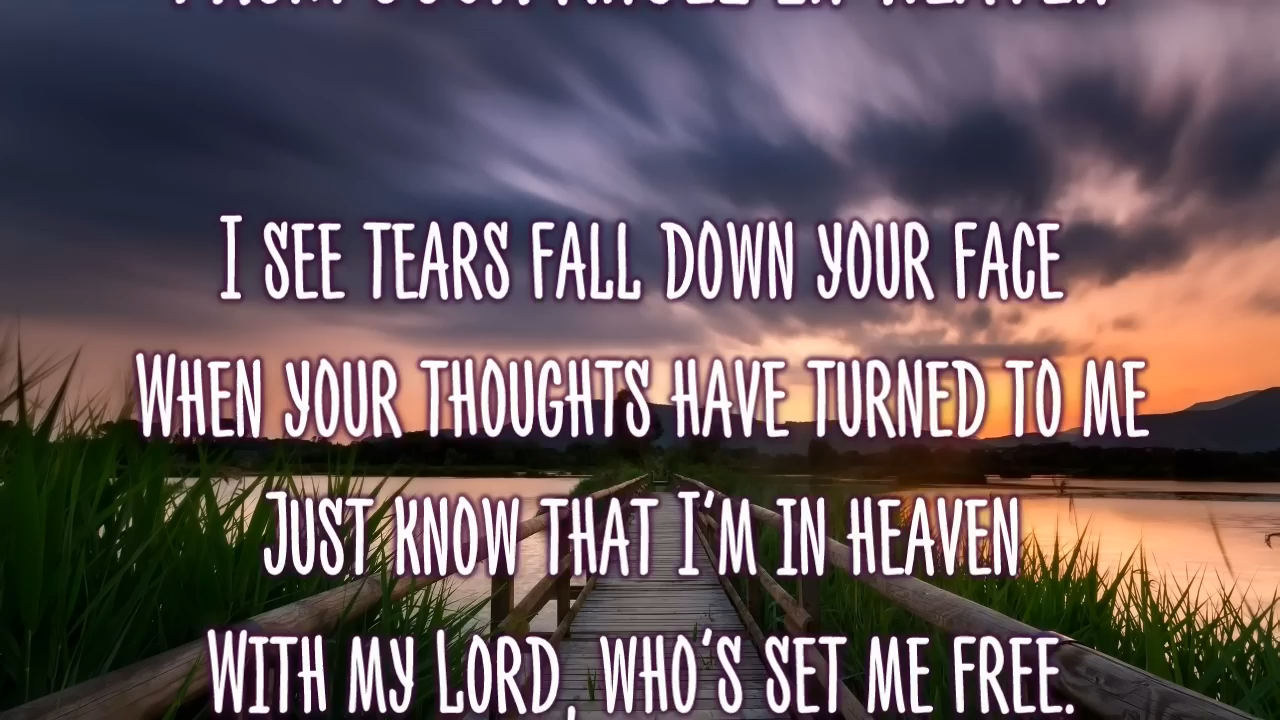 I see tears fall down your face
When your thoughts have turned to me
Just know that I'm in heaven
With my Lord, who's set me free.